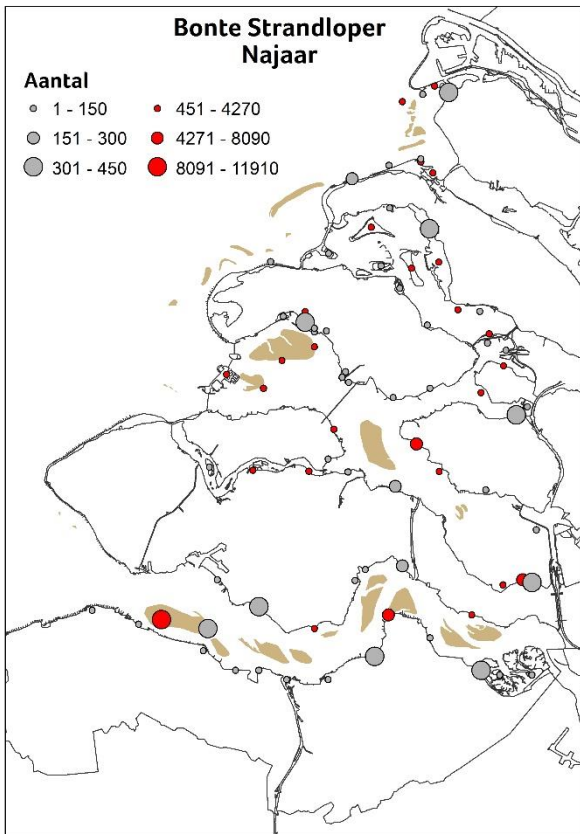 Bonte Strandloper
Najaar
Aantal
1 - 150
451 - 4270
151 - 300
4271 - 8090
301 - 450
8091 - 11910